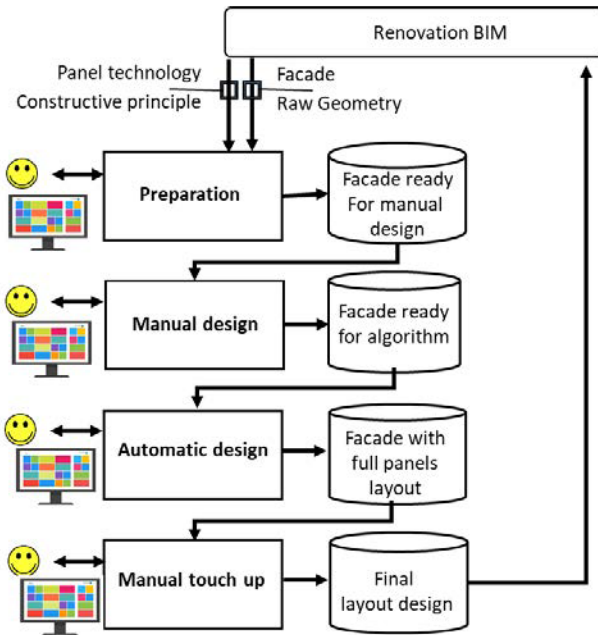 Renovation BIM
Panel technology
Constructive principle
Facade
Raw Geometry
Preparation
Facade ready
For manual
design
Manual design
Facade ready
for algorithm
Automatic design
Facade with
full panels
layout
Manual touch up
Final
layout design